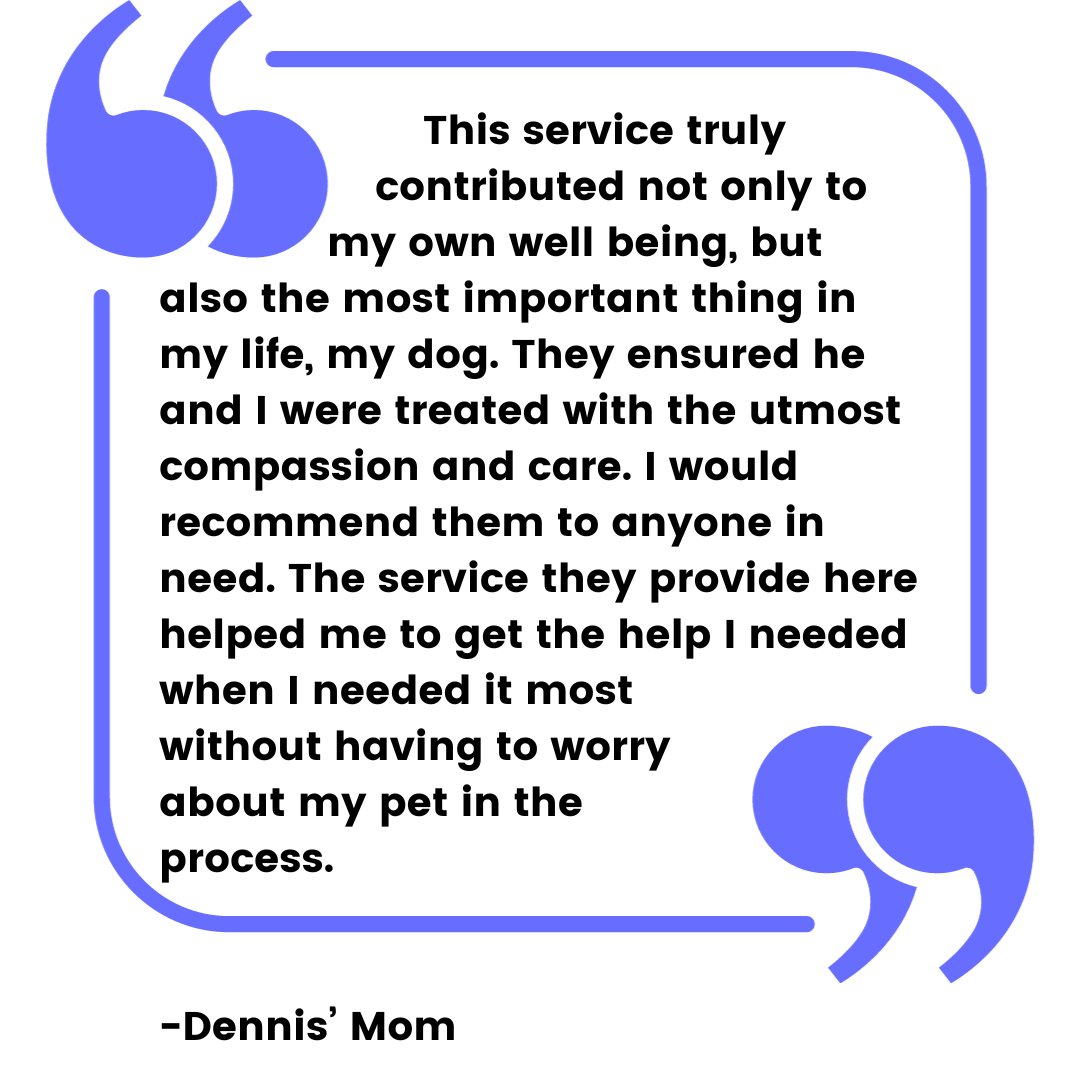 This service truly
contributed not only to
my own well being, but
also the most important thing in
my life, my dog. They ensured he
and I were treated with the utmost
compassion and care. I would
recommend them to anyone in
need. The service they provide here
helped me to get the help I needed
when I needed it most
without having to worry
about my pet in the
process.
-Dennis’ Mom